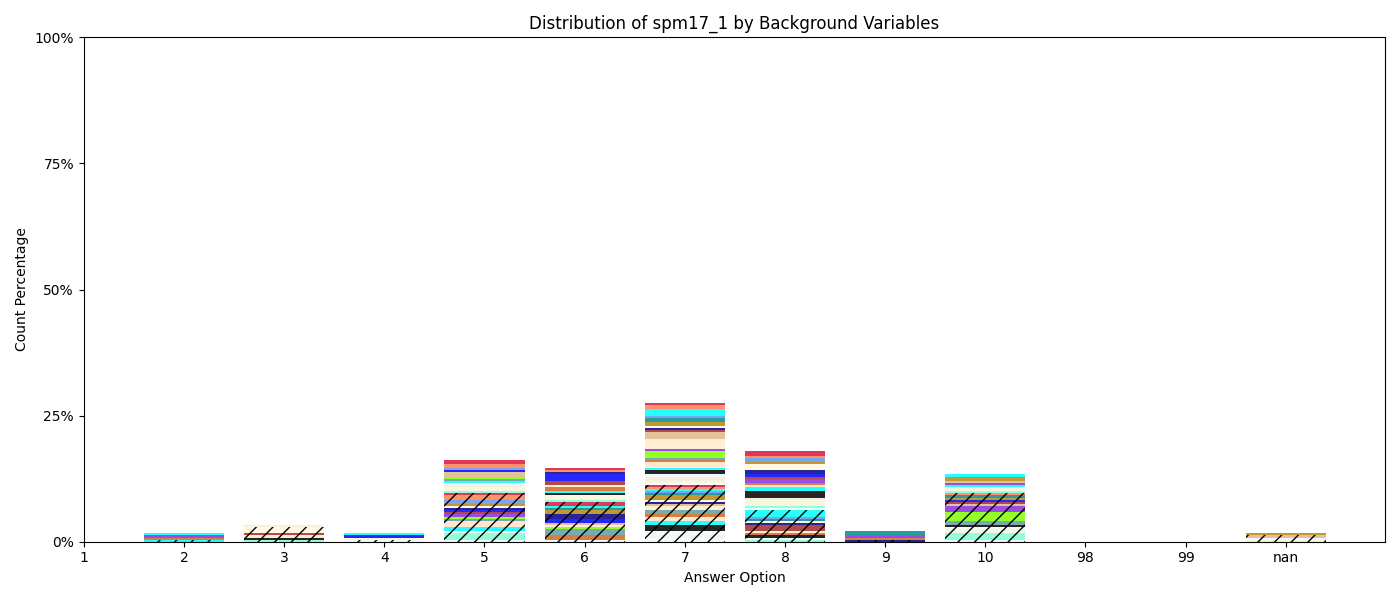 Distribution of spm17_1 by Background Variables
100%
75%
50%
25%
0%
Count Percentage
1 2 3 4 5 6 7 8 9 10 98 99 nan
Answer Option